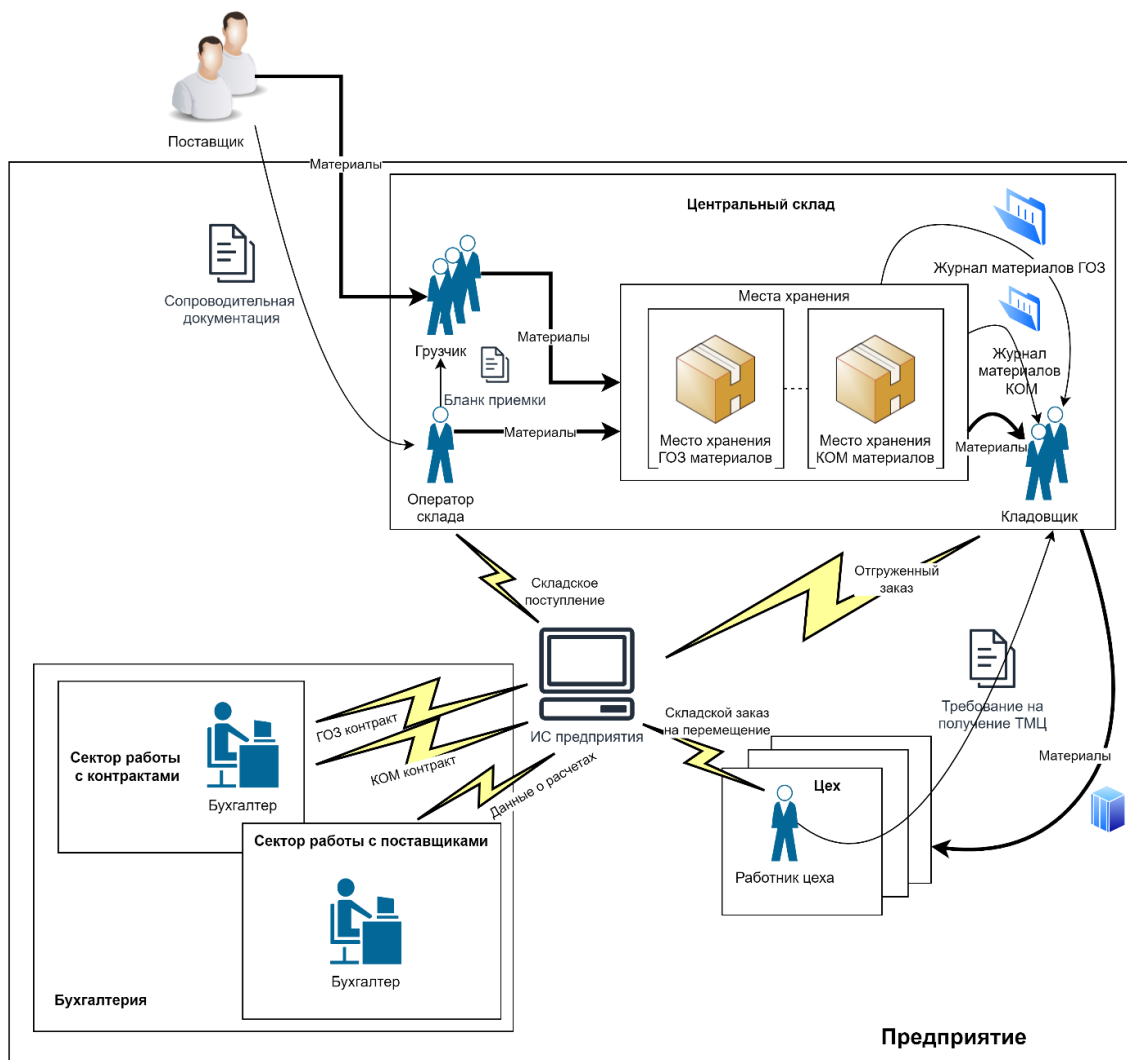 Поставщик
Материалы
Центральный склад
Сопроводительная
документация
Журнал материалов ГОЗ
Места хранения
Грузчик
Материалы
Бланк приемки
Журнал
материалов
КОМ
Материалы
Место хранения
ГОЗ материалов
Место хранения
КОМ материалов
Материалы
Оператор
склада
Кладовщик
Складское
поступление
Отгруженный
заказ
ИС предприятия
Складской заказ
на перемещение
Требование на
получение ТМЦ
Материалы
ГОЗ контракт
КОМ контракт
Данные о расчетах
Сектор работы
с контрактами
Бухгалтер
Сектор работы с поставщиками
Бухгалтер
Цех
Работник цеха
Бухгалтерия
Предприятие